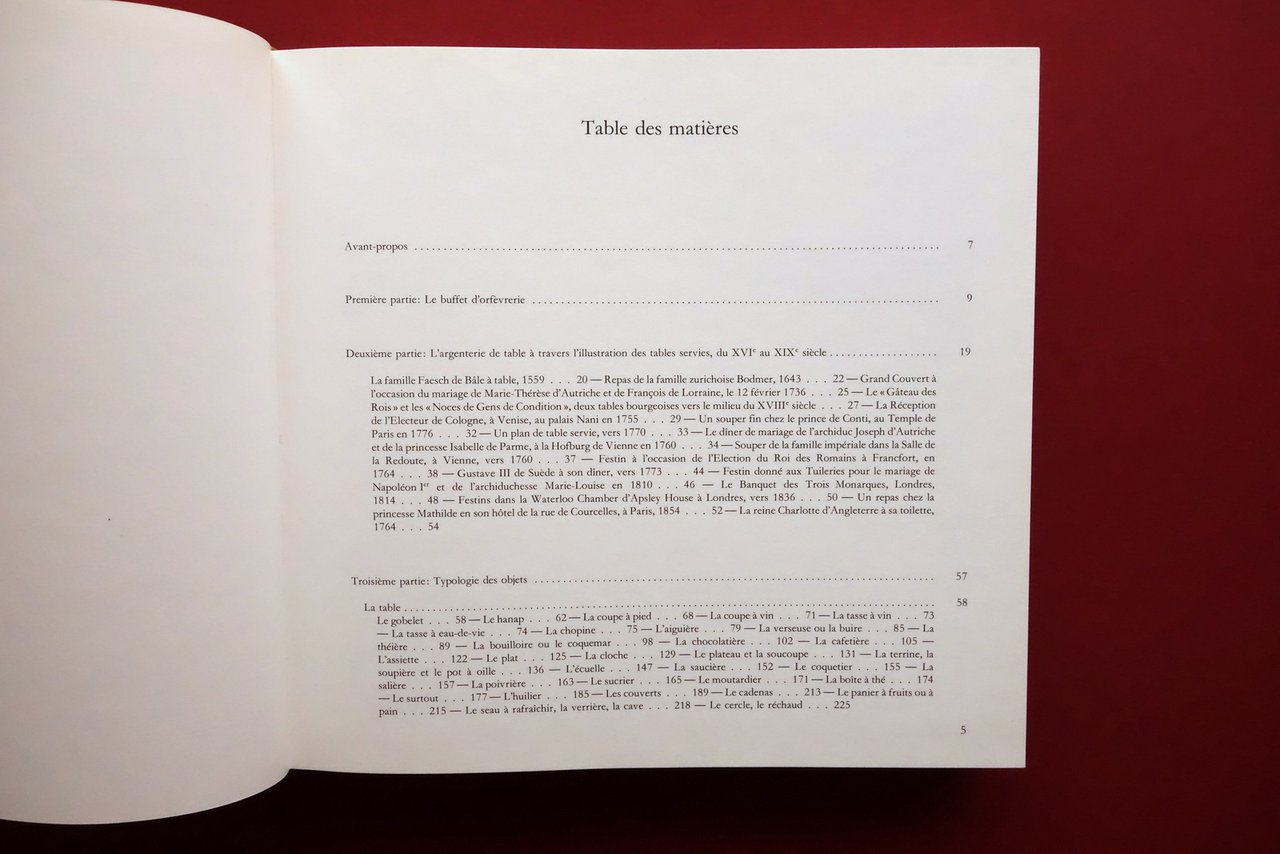 Table des matières
Avant-propos . . . . . . . . . . . . . . . . . . . . 7
Première partie: Le buffet d'orfèvrerie . . . . . . . . . . . . . . . . . . . . 9
Deuxième partie: L'argenterie de table à travers l'illustration des tables servies, du XVIe au XIXe siècle . . . . . . . . . . . . . . . . . . . 19
La famille Faesch de Bâle à table, 1559 . . . 20 — Repas de la famille zurichoise Bodmer, 1643 . . . 22 — Grand Couvert à
l'occasion du mariage de Marie-Thérèse d'Autriche et de François de Lorraine, le 12 février 1736 . . . 25 — Le «Gâteau des
Rois» et les «Noces de Gens de Condition», deux tables bourgeoises vers le milieu du XVIIIe siècle . . . 27 — La Réception
de l'Electeur de Cologne, à Venise, au palais Nani en 1755 . . . 29 — Un souper fin chez le prince de Conti, au Temple de
Paris en 1776 . . . 32 — Un plan de table servie, vers 1770 . . . 33 — Le dîner de mariage de l'archiduc Joseph d'Autriche
et de la princesse Isabelle de Parme, à la Hofburg de Vienne en 1760 . . . 34 — Souper de la famille impériale dans la Salle de
la Redoute, à Vienne, vers 1760 . . . 37 — Festin à l'occasion de l'Election du Roi des Romains à Francfort, en
1764 . . . 38 — Gustave III de Suède à son dîner, vers 1773 . . . 44 — Festin donné aux Tuileries pour le mariage de
Napoléon Ier et de l'archiduchesse Marie-Louise en 1810 . . . 46 — Le Banquet des Trois Monarques, Londres,
1814 . . . 48 — Festins dans la Waterloo Chamber d'Apsley House à Londres, vers 1836 . . . 50 — Un repas chez la
princesse Mathilde en son hôtel de la rue de Courcelles, à Paris, 1854 . . . 52 — La reine Charlotte d'Angleterre à sa toilette,
1764 . . . 54
Troisième partie: Typologie des objets . . . . . . . . . . . . . . . . . . . . 57
La table . . . . . . . . . . . . . . . . . . . . 58
Le gobelet . . . 58 — Le hanap . . . 62 — La coupe à pied . . . 68 — La coupe à vin . . . 71 — La tasse à vin . . . 73
— La tasse à eau-de-vie . . . 74 — La chopine . . . 75 — L'aiguière . . . 79 — La verseuse ou la buire . . . 85 — La
théière . . . 89 — La bouilloire ou le coquemar . . . 98 — La chocolatière . . . 102 — La cafetière . . . 105 —
L'assiette . . . 122 — Le plat . . . 125 — La cloche . . . 129 — Le plateau et la soucoupe . . . 131 — La terrine, la
soupière et le pot à oille . . . 136 — L'écuelle . . . 147 — La saucière . . . 152 — Le coquetier . . . 155 — La
salière . . . 157 — La poivrière . . . 163 — Le sucrier . . . 165 — Le moutardier . . . 171 — La boîte à thé . . . 174
— Le surtout . . . 177 — L'huilier . . . 185 — Les couverts . . . 189 — Le cadenas . . . 213 — Le panier à fruits ou à
pain . . . 215 — Le seau à rafraîchir, la verrière, la cave . . . 218 — Le cercle, le réchaud . . . 225
5